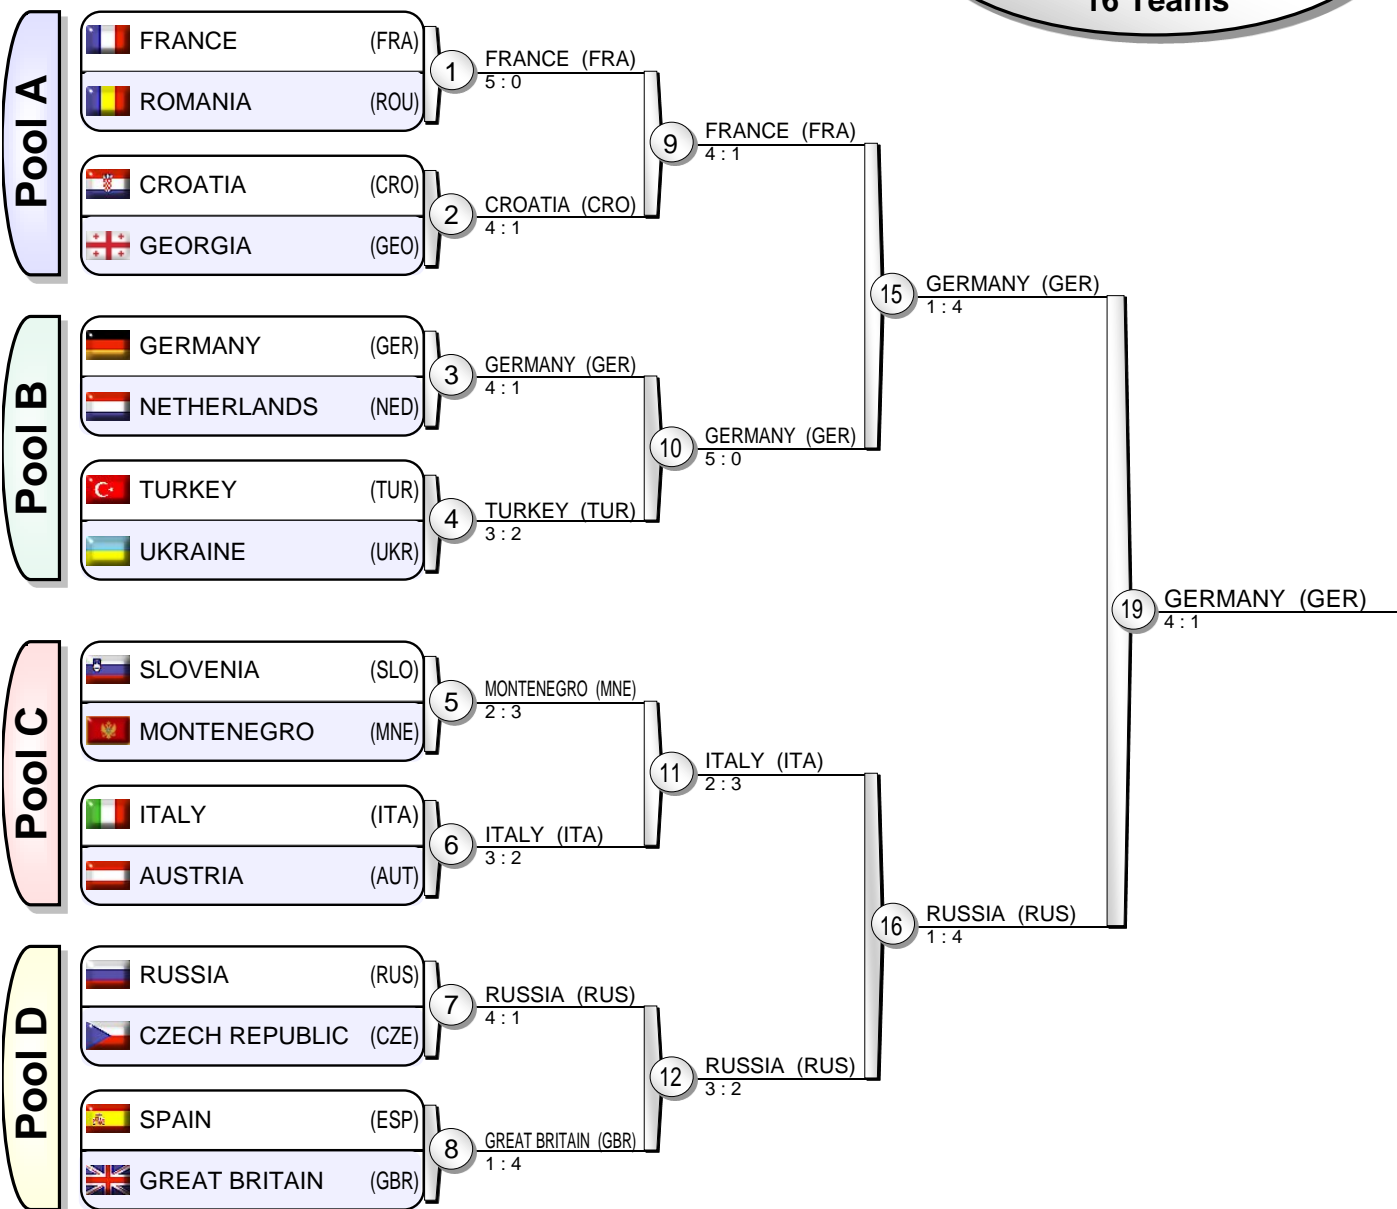 16 Teams
Pool A
FRANCE (FRA)
ROMANIA (ROU)
CROATIA (CRO)
GEORGIA (GEO)
1
FRANCE (FRA)
5 : 0
2
CROATIA (CRO)
4 : 1
9
FRANCE (FRA)
4 : 1
Pool B
GERMANY (GER)
NETHERLANDS (NED)
TURKEY (TUR)
UKRAINE (UKR)
3
GERMANY (GER)
4 : 1
4
TURKEY (TUR)
3 : 2
10
GERMANY (GER)
5 : 0
15
GERMANY (GER)
1 : 4
Pool C
SLOVENIA (SLO)
MONTENEGRO (MNE)
ITALY (ITA)
AUSTRIA (AUT)
5
MONTENEGRO (MNE)
2 : 3
6
ITALY (ITA)
3 : 2
11
ITALY (ITA)
2 : 3
Pool D
RUSSIA (RUS)
CZECH REPUBLIC (CZE)
SPAIN (ESP)
GREAT BRITAIN (GBR)
7
RUSSIA (RUS)
4 : 1
8
GREAT BRITAIN (GBR)
1 : 4
12
RUSSIA (RUS)
3 : 2
16
RUSSIA (RUS)
1 : 4
19
GERMANY (GER)
4 : 1